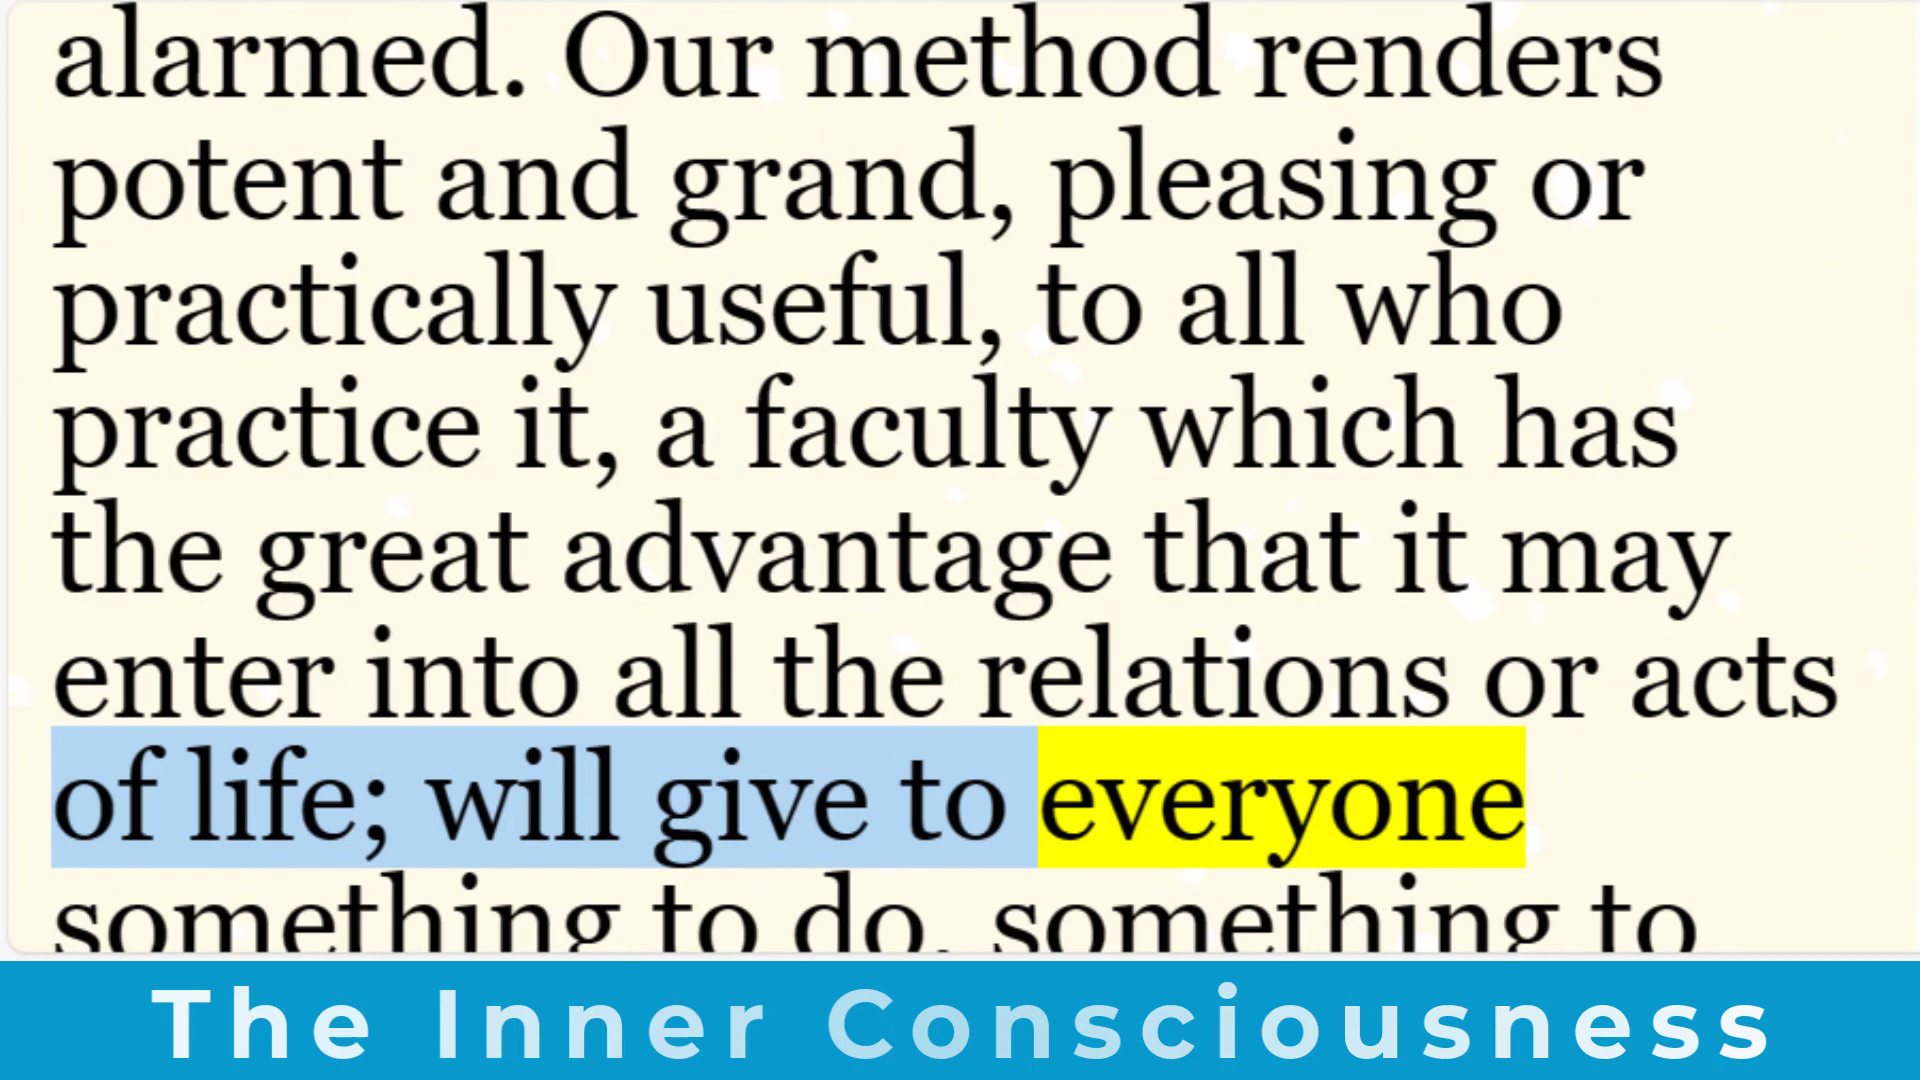 alarmed. Our method renders
potent and grand, pleasing or
practically useful, to all who
practice it, a faculty which has
the great advantage that it may
enter into all the relations or acts
of life; will give to everyone
something to do, something to
The Inner Consciousness